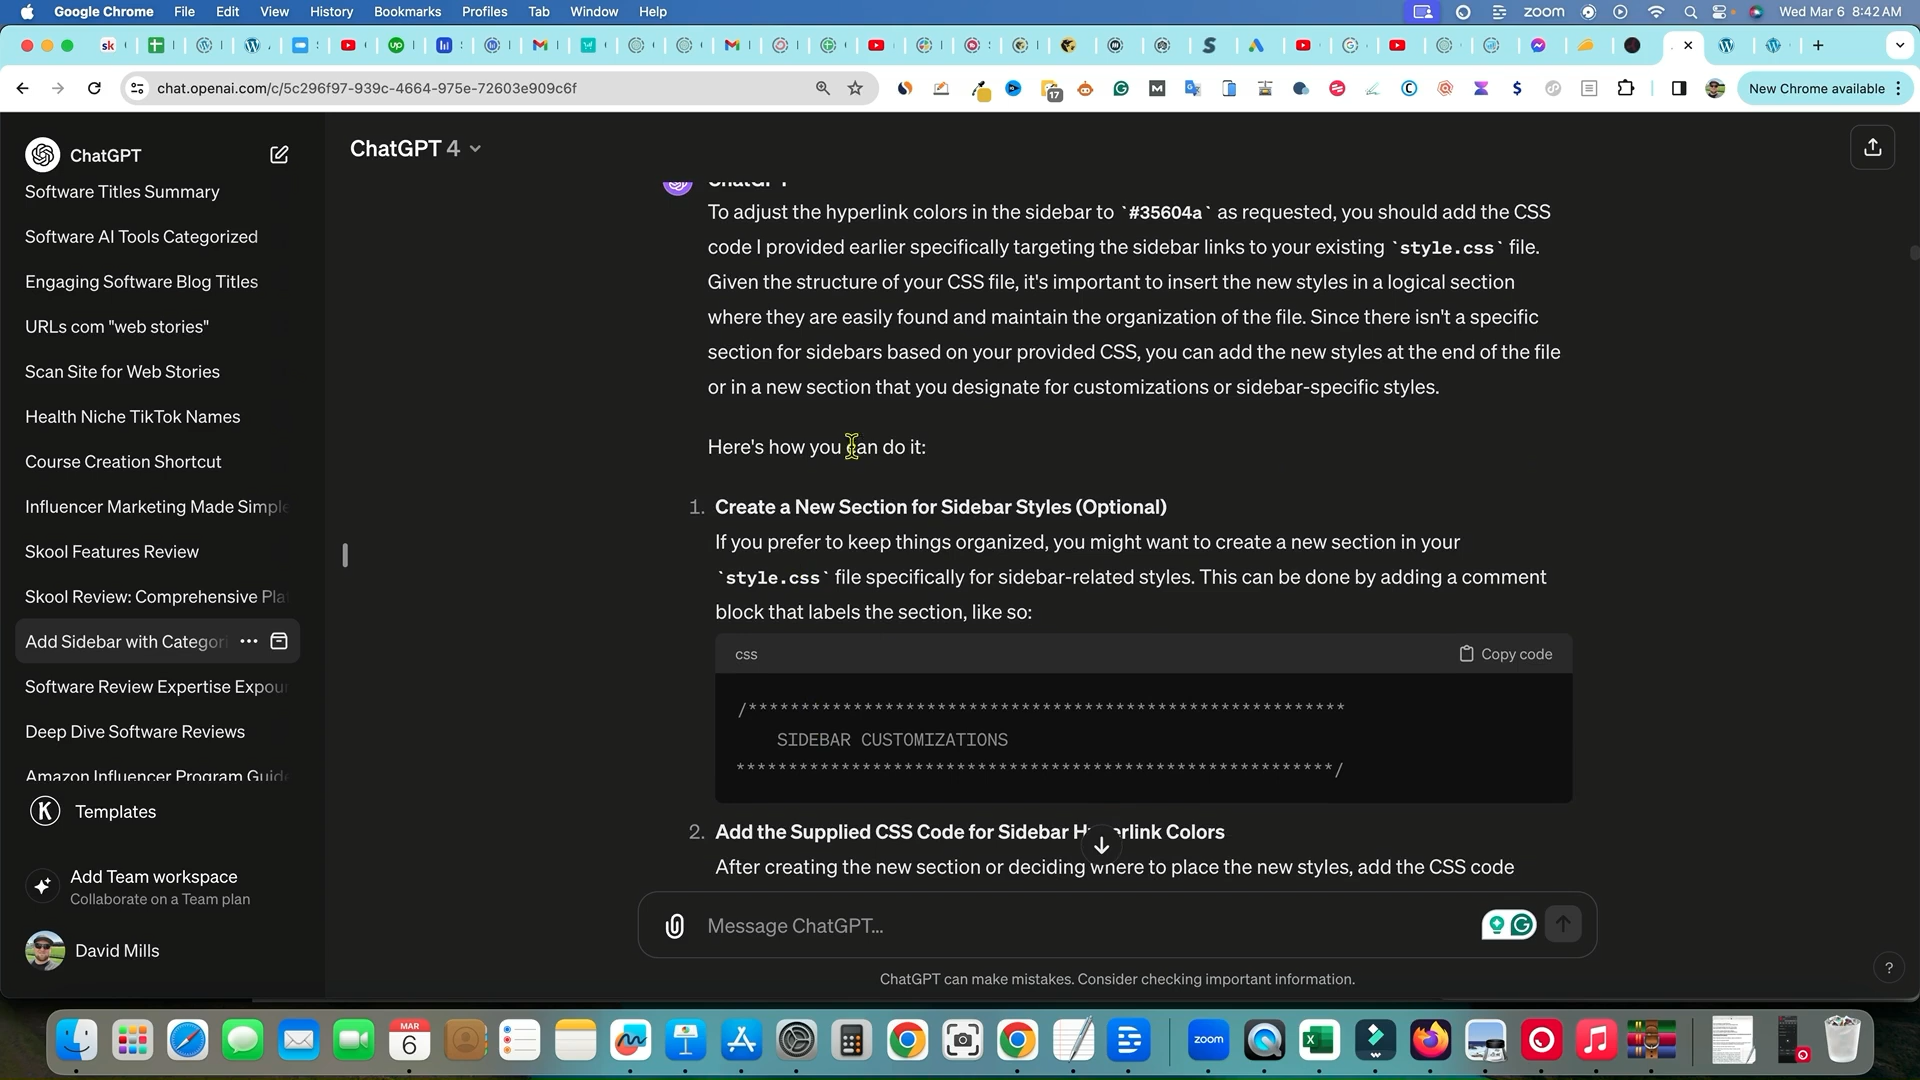 Google Chrome File Edit View History Bookmarks Profiles Tab Window Help zoom Wed Mar 6 8:42 AM
chat.openai.com/c/5c296f97-939c-4664-975e-72603e909c6f 17 New Chrome available
ChatGPT
Software Titles Summary
Software AI Tools Categorized
Engaging Software Blog Titles
URLs com "web stories"
Scan Site for Web Stories
Health Niche TikTok Names
Course Creation Shortcut
Influencer Marketing Made Simple
Skool Features Review
Skool Review: Comprehensive Pla
Add Sidebar with Categori
Software Review Expertise Expou
Deep Dive Software Reviews
Amazon Influencer Program Guide
Templates
Add Team workspace
Collaborate on a Team plan
David Mills
ChatGPT 4
ChatGPT
To adjust the hyperlink colors in the sidebar to `#35604a` as requested, you should add the CSS
code I provided earlier specifically targeting the sidebar links to your existing `style.css` file.
Given the structure of your CSS file, it's important to insert the new styles in a logical section
where they are easily found and maintain the organization of the file. Since there isn't a specific
section for sidebars based on your provided CSS, you can add the new styles at the end of the file
or in a new section that you designate for customizations or sidebar-specific styles.
Here's how you can do it:
1. Create a New Section for Sidebar Styles (Optional)
If you prefer to keep things organized, you might want to create a new section in your
`style.css` file specifically for sidebar-related styles. This can be done by adding a comment
block that labels the section, like so:
css Copy code
/*********************************************************
SIDEBAR CUSTOMIZATIONS
*********************************************************/
2. Add the Supplied CSS Code for Sidebar Hyperlink Colors
After creating the new section or deciding where to place the new styles, add the CSS code
Message ChatGPT...
ChatGPT can make mistakes. Consider checking important information.
?
MAR
6
zoom